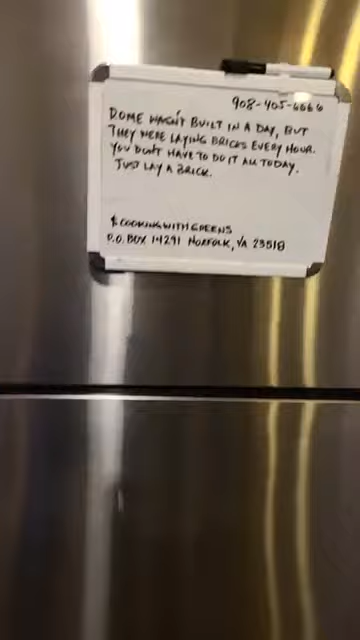 908-405-6666
ROME WASN'T BUILT IN A DAY, BUT
THEY WERE LAYING BRICKS EVERY HOUR.
YOU DON'T HAVE TO DO IT ALL TODAY.
JUST LAY A BRICK.
$COOKINGWITHGREENS
P.O. BOX 14291 NORFOLK, VA 23518